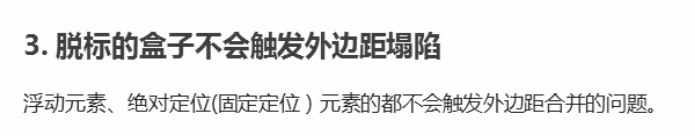 3. 脱标的盒子不会触发外边距塌陷
浮动元素、绝对定位(固定定位）元素的都不会触发外边距合并的问题。